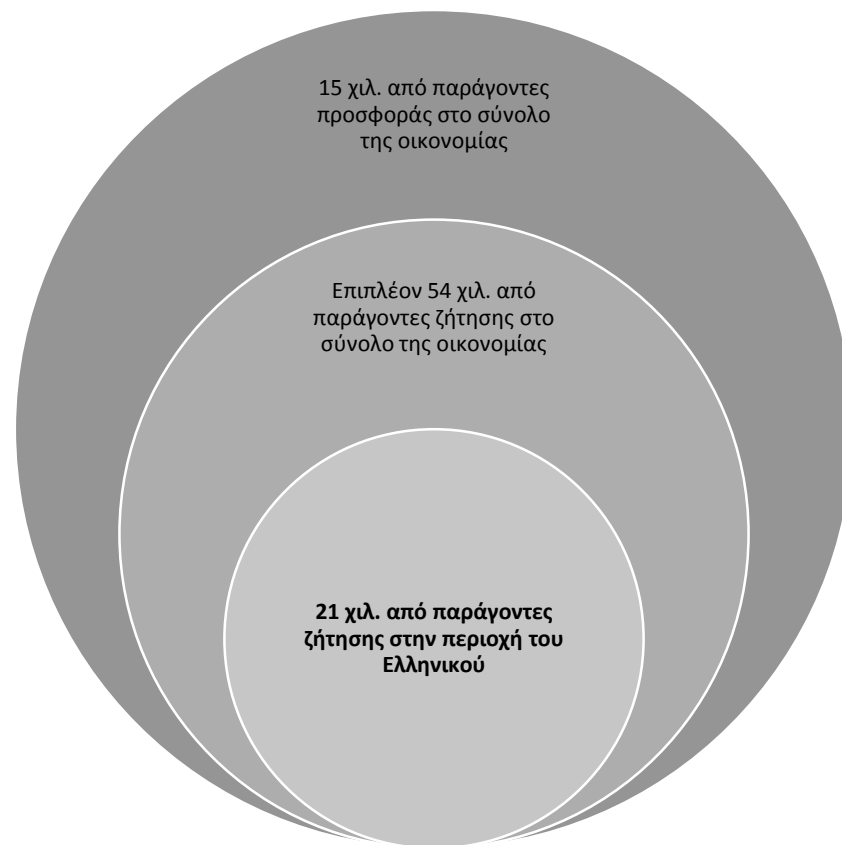 15 χιλ. από παράγοντες
προσφοράς στο σύνολο
της οικονομίας
Επιπλέον 54 χιλ. από
παράγοντες ζήτησης στο
σύνολο της οικονομίας
21 χιλ. από παράγοντες
ζήτησης στην περιοχή του
Ελληνικού